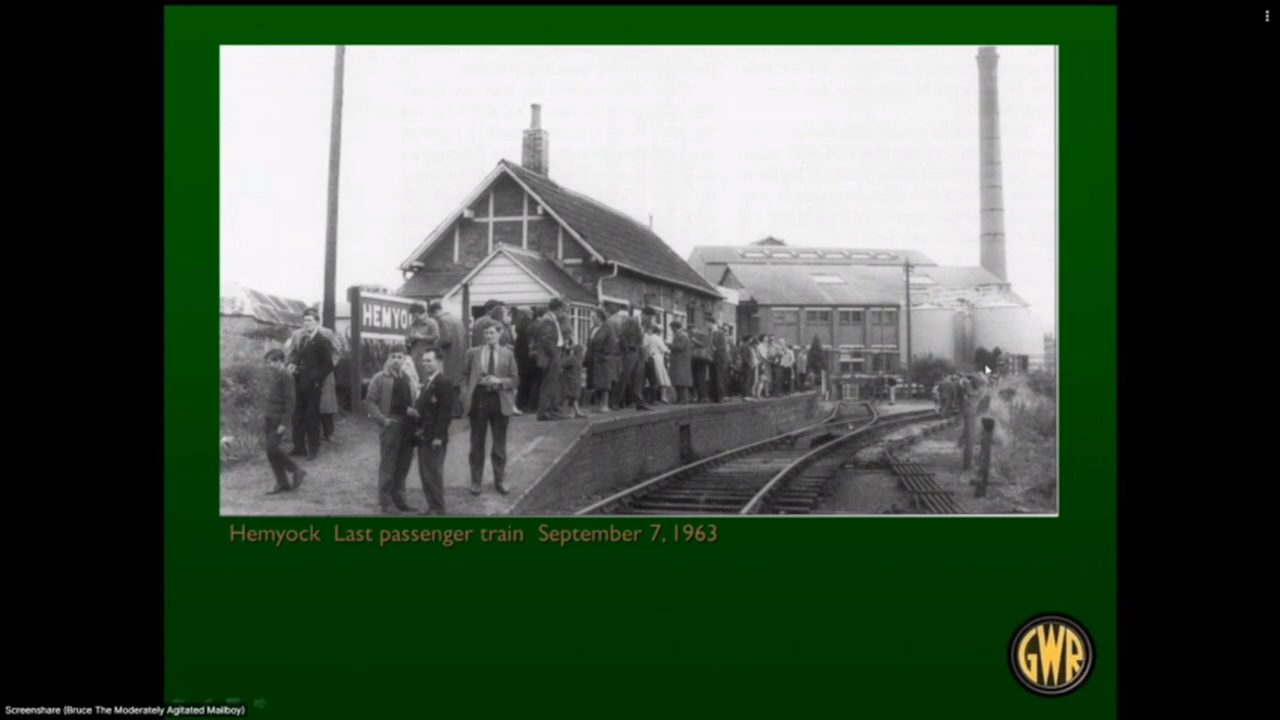 HEMYO
Hemyock Last passenger train September 7, 1963
GWR
Screenshare (Bruce The Moderately Agitated Mailboy)